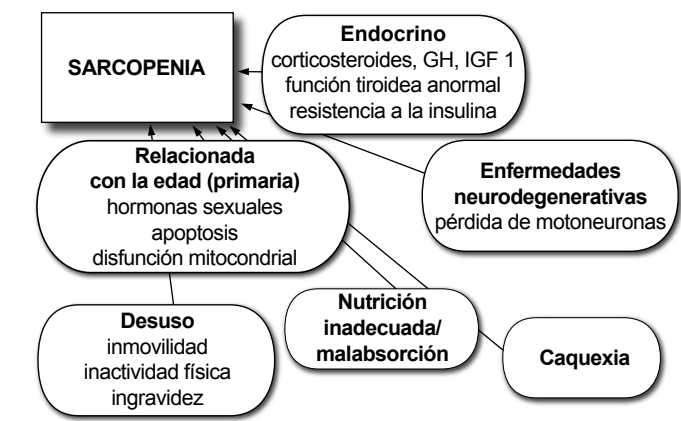 SARCOPENIA
Endocrino
corticosteroides, GH, IGF 1
función tiroidea anormal
resistencia a la insulina
Relacionada
con la edad (primaria)
hormonas sexuales
apoptosis
disfunción mitocondrial
Enfermedades
neurodegenerativas
pérdida de motoneuronas
Desuso
inmovilidad
inactividad física
ingravidez
Nutrición
inadecuada/
malabsorción
Caquexia